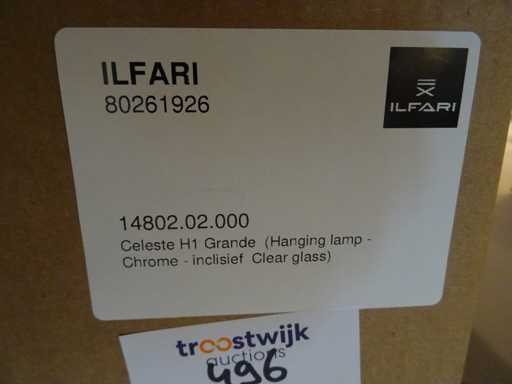 ILFARI
80261926
ILFARI
14802.02.000
Celeste H1 Grande (Hanging lamp -
Chrome - inclisief Clear glass)
troostwijk
auctions
496